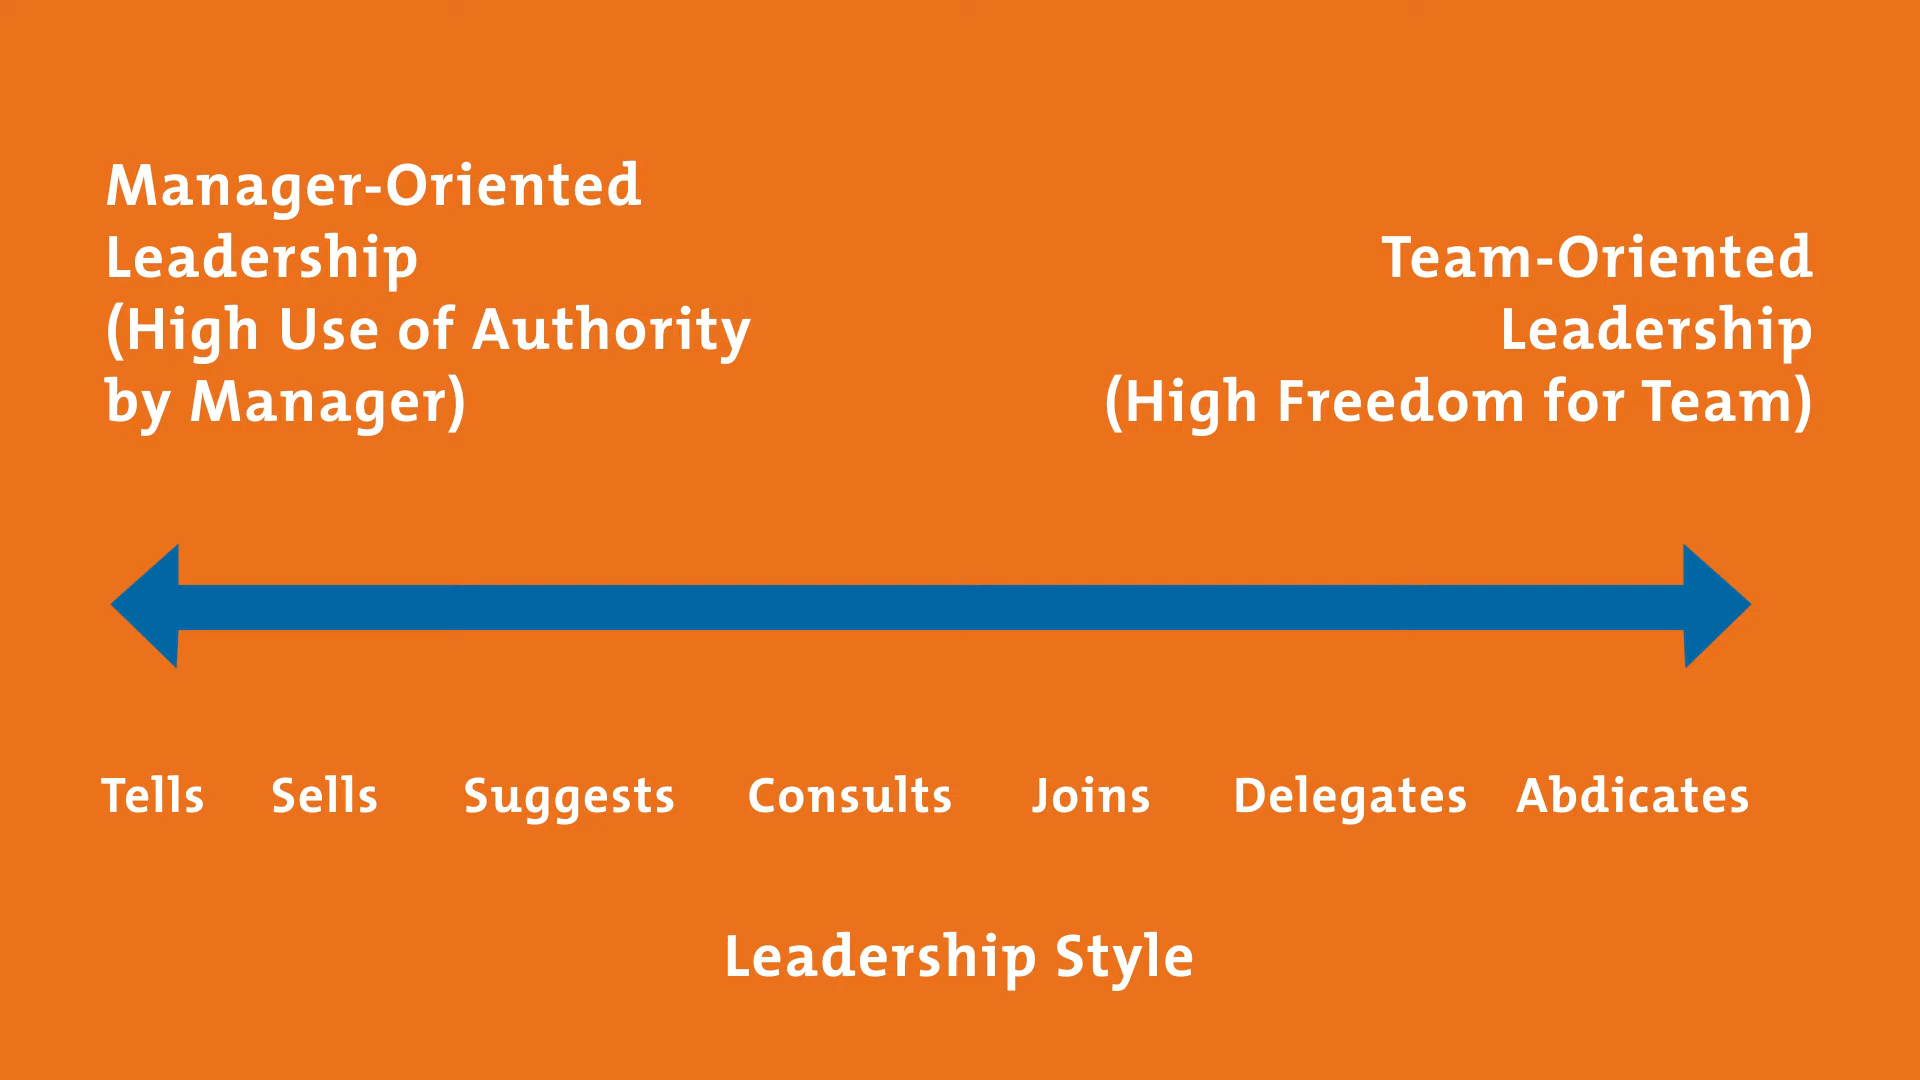 Manager-Oriented
Leadership
(High Use of Authority
by Manager)
Team-Oriented
Leadership
(High Freedom for Team)
Tells Sells Suggests Consults Joins Delegates Abdicates
Leadership Style